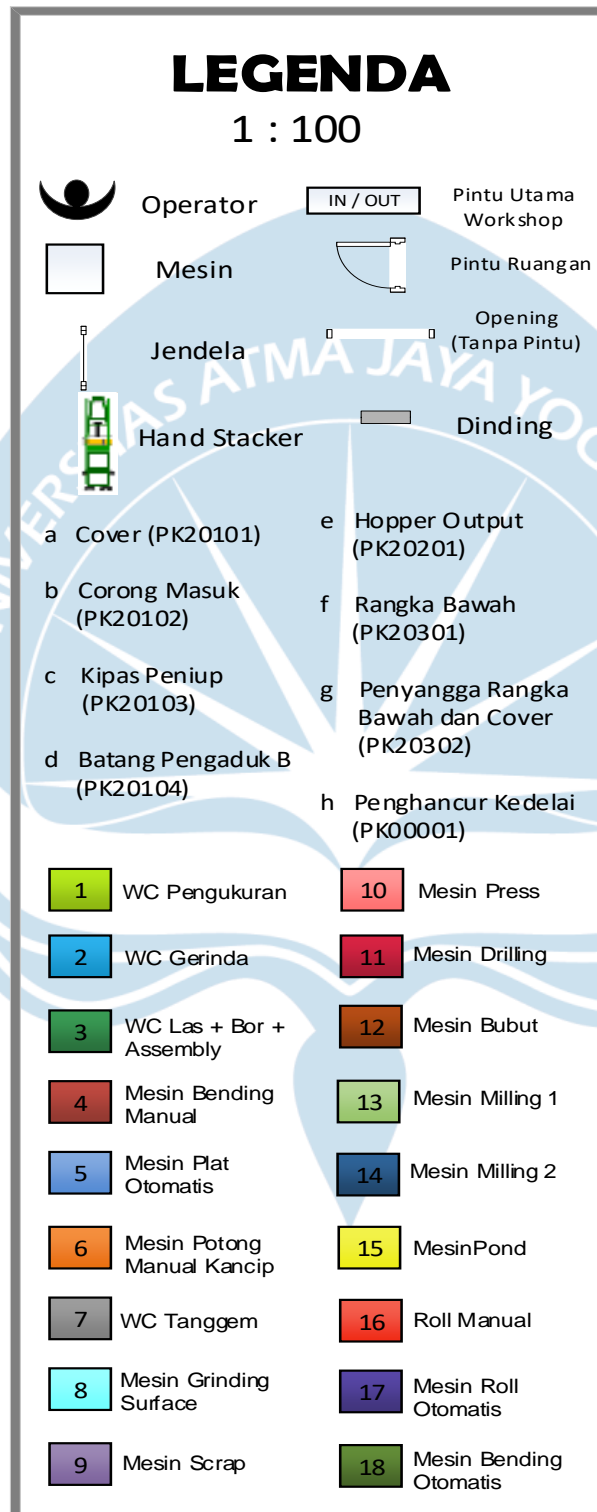 LEGENDA
1 : 100
Operator
IN / OUT
Pintu Utama
Workshop
Mesin
Pintu Ruangan
Jendela
Opening
(Tanpa Pintu)
T
Hand Stacker
Dinding
a Cover (PK20101)
b Corong Masuk
(PK20102)
c Kipas Peniup
(PK20103)
d Batang Pengaduk B
(PK20104)
e Hopper Output
(PK20201)
f Rangka Bawah
(PK20301)
g Penyangga Rangka
Bawah dan Cover
(PK20302)
h Penghancur Kedelai
(PK00001)
1 WC Pengukuran
2 WC Gerinda
3 WC Las + Bor +
Assembly
4 Mesin Bending
Manual
5 Mesin Plat
Otomatis
6 Mesin Potong
Manual Kancip
7 WC Tanggem
8 Mesin Grinding
Surface
9 Mesin Scrap
10 Mesin Press
11 Mesin Drilling
12 Mesin Bubut
13 Mesin Milling 1
14 Mesin Milling 2
15 MesinPond
16 Roll Manual
17 Mesin Roll
Otomatis
18 Mesin Bending
Otomatis
ATMA JAYA